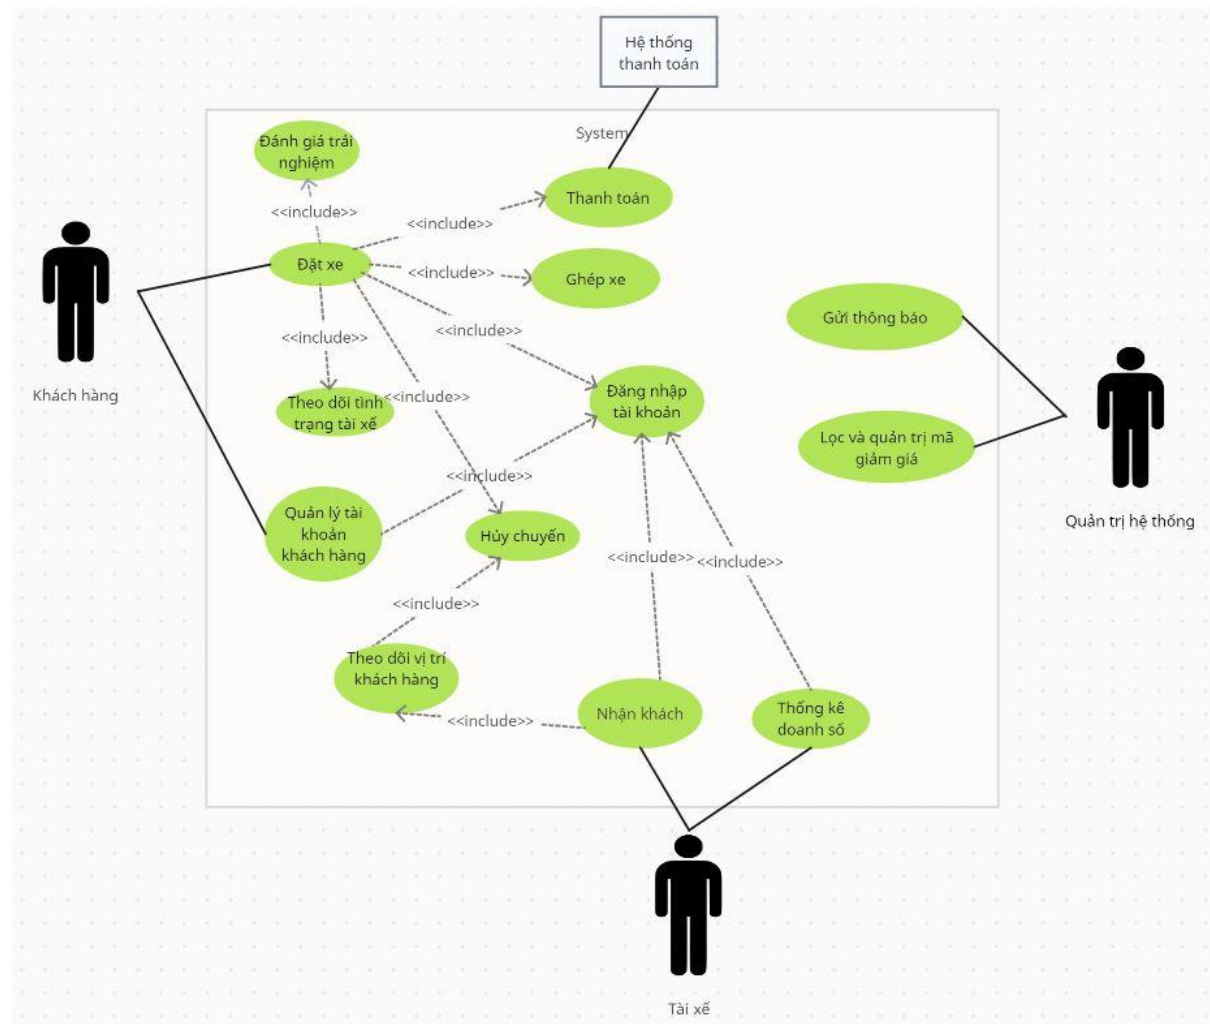 Hệ thống
thanh toán
System
Đánh giá trải
nghiệm
<<include>>
Thanh toán
<<include>>
Đặt xe
<<include>>
Ghép xe
<<include>>
<<include>>
Gửi thông báo
Khách hàng
Theo dõi tình
trạng tài xế
<<include>>
Đăng nhập
tài khoản
Lọc và quản trị mã
giảm giá
<<include>>
Quản lý tài
khoản
khách hàng
Hủy chuyến
Quản trị hệ thống
<<include>>
<<include>>
<<include>>
Theo dõi vị trí
khách hàng
<<include>>
Nhận khách
Thống kê
doanh số
Tài xế